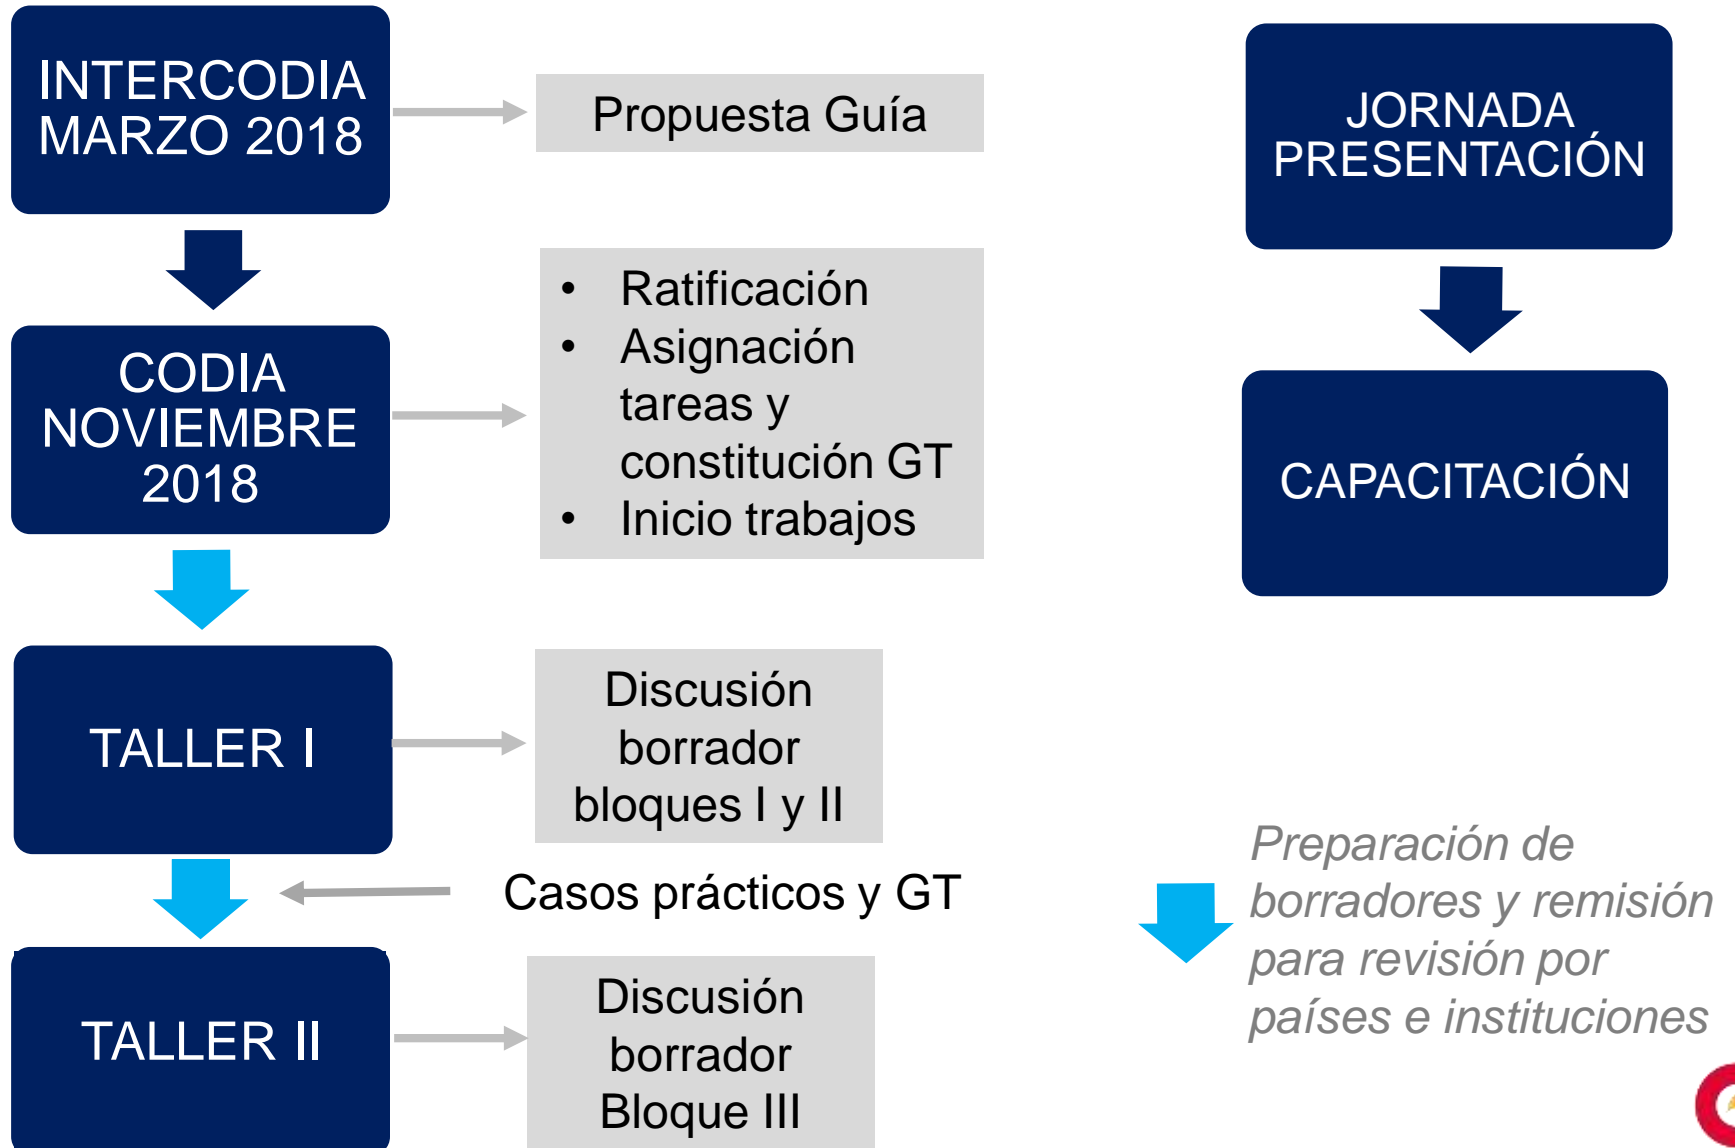 INTERCODIA
MARZO 2018
Propuesta Guía
CODIA
NOVIEMBRE
2018
• Ratificación
• Asignación
tareas y
constitución GT
• Inicio trabajos
TALLER I
Discusión
borrador
bloques I y II
Casos prácticos y GT
TALLER II
Discusión
borrador
Bloque III
JORNADA
PRESENTACIÓN
CAPACITACIÓN
Preparación de
borradores y remisión
para revisión por
países e instituciones